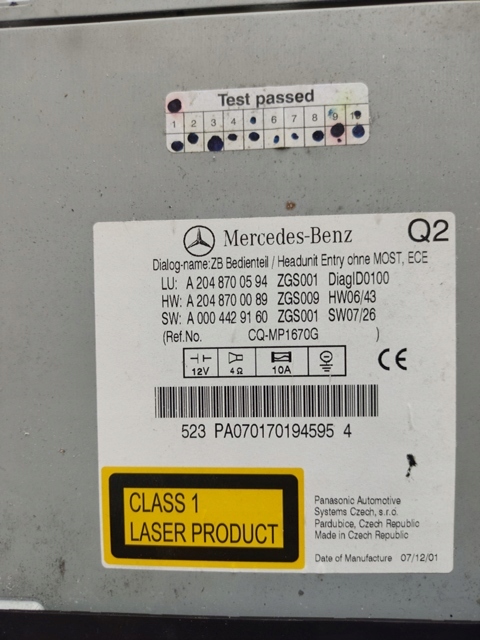 Test passed
1 2 3 4 5 6 7 8 9 10
Mercedes-Benz Q2
Dialog-name:ZB Bedienteil / Headunit Entry ohne MOST, ECE
LU: A 204 870 05 94 ZGS001 DiagID0100
HW: A 204 870 00 89 ZGS009 HW06/43
SW: A 000 442 91 60 ZGS001 SW07/26
(Ref.No. CQ-MP1670G )
12V 4Ω 10A CE
523 PA070170194595 4
CLASS 1
LASER PRODUCT
Panasonic Automotive
Systems Czech, s.r.o.
Pardubice, Czech Republic
Made in Czech Republic
Date of Manufacture 07/12/01